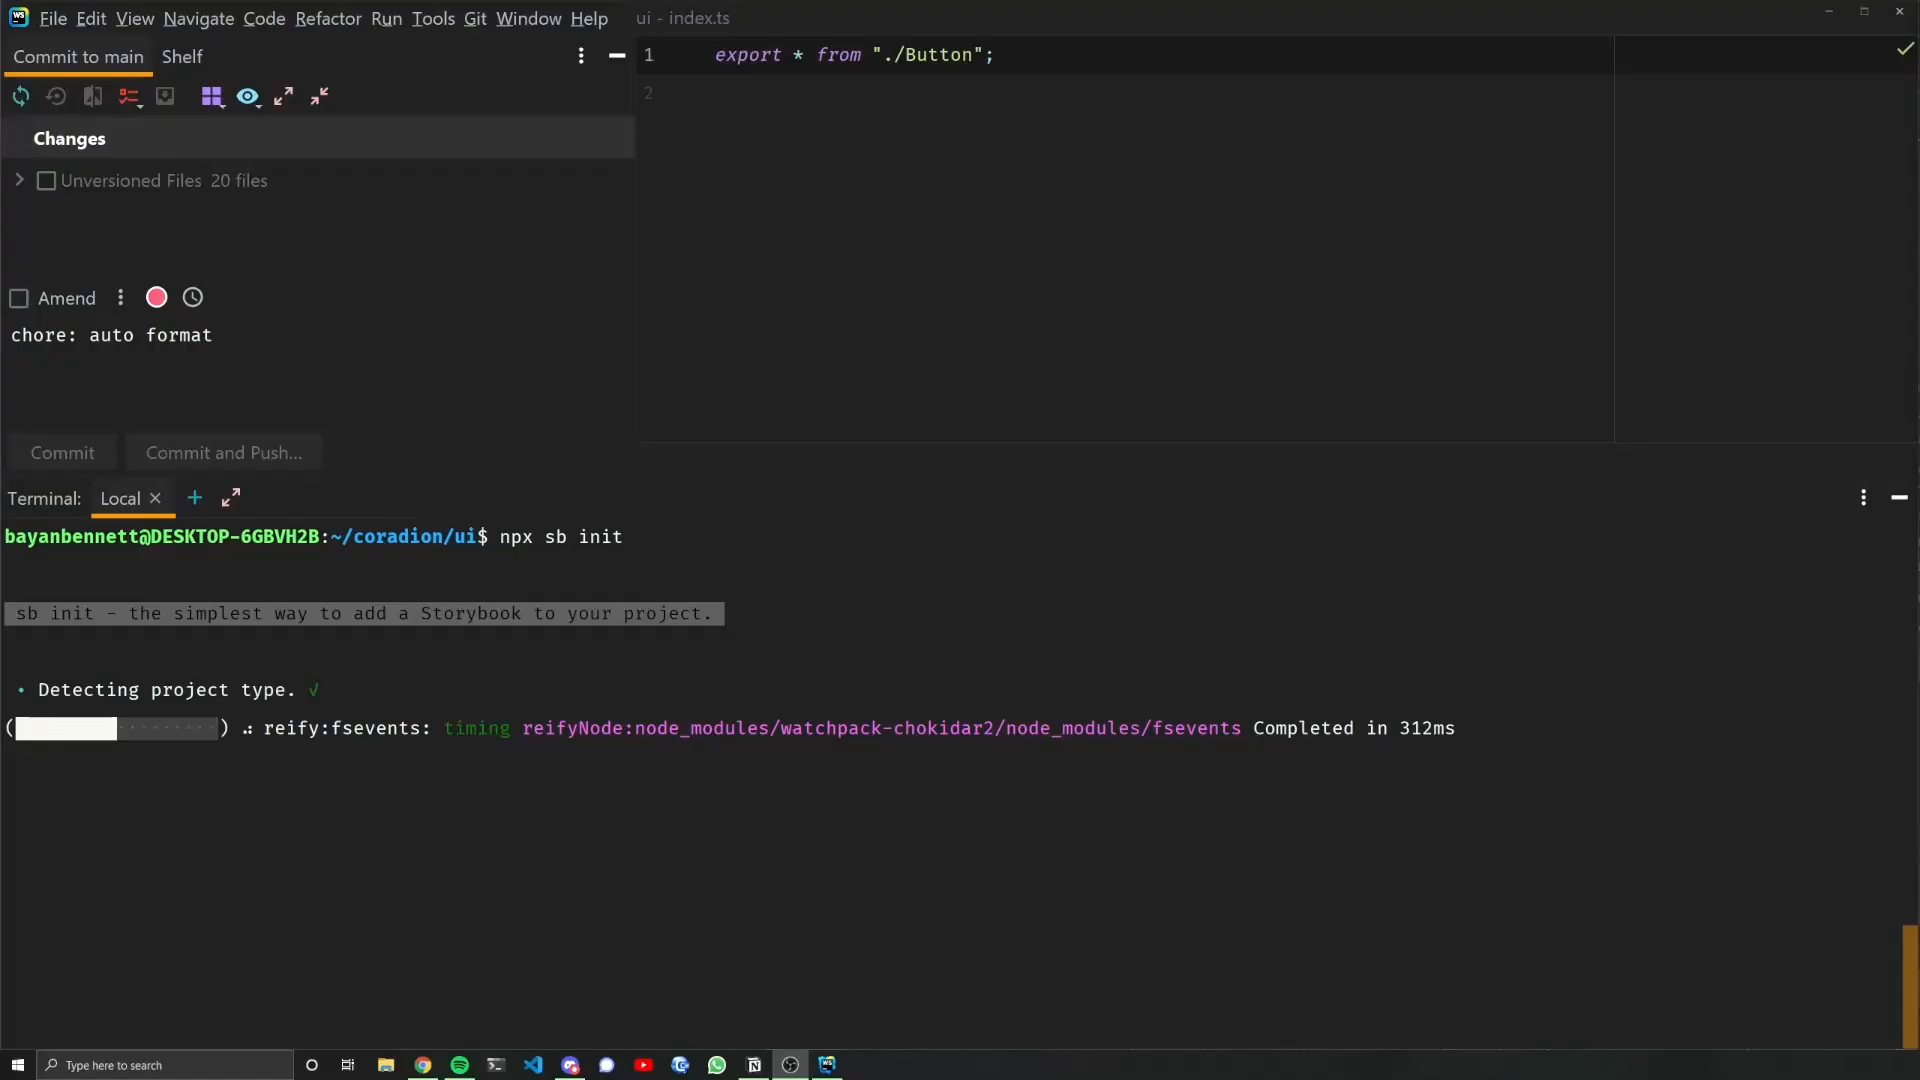 File Edit View Navigate Code Refactor Run Tools Git Window Help ui - index.ts
Commit to main Shelf
1 export * from "./Button";
2
Changes
Unversioned Files 20 files
Amend
chore: auto format
Commit Commit and Push...
Terminal: Local
bayanbennett@DESKTOP-6GBVH2B:~/coradion/ui$ npx sb init
sb init - the simplest way to add a Storybook to your project.
• Detecting project type. √
( ) reify:fsevents: timing reifyNode:node_modules/watchpack-chokidar2/node_modules/fsevents Completed in 312ms
Type here to search